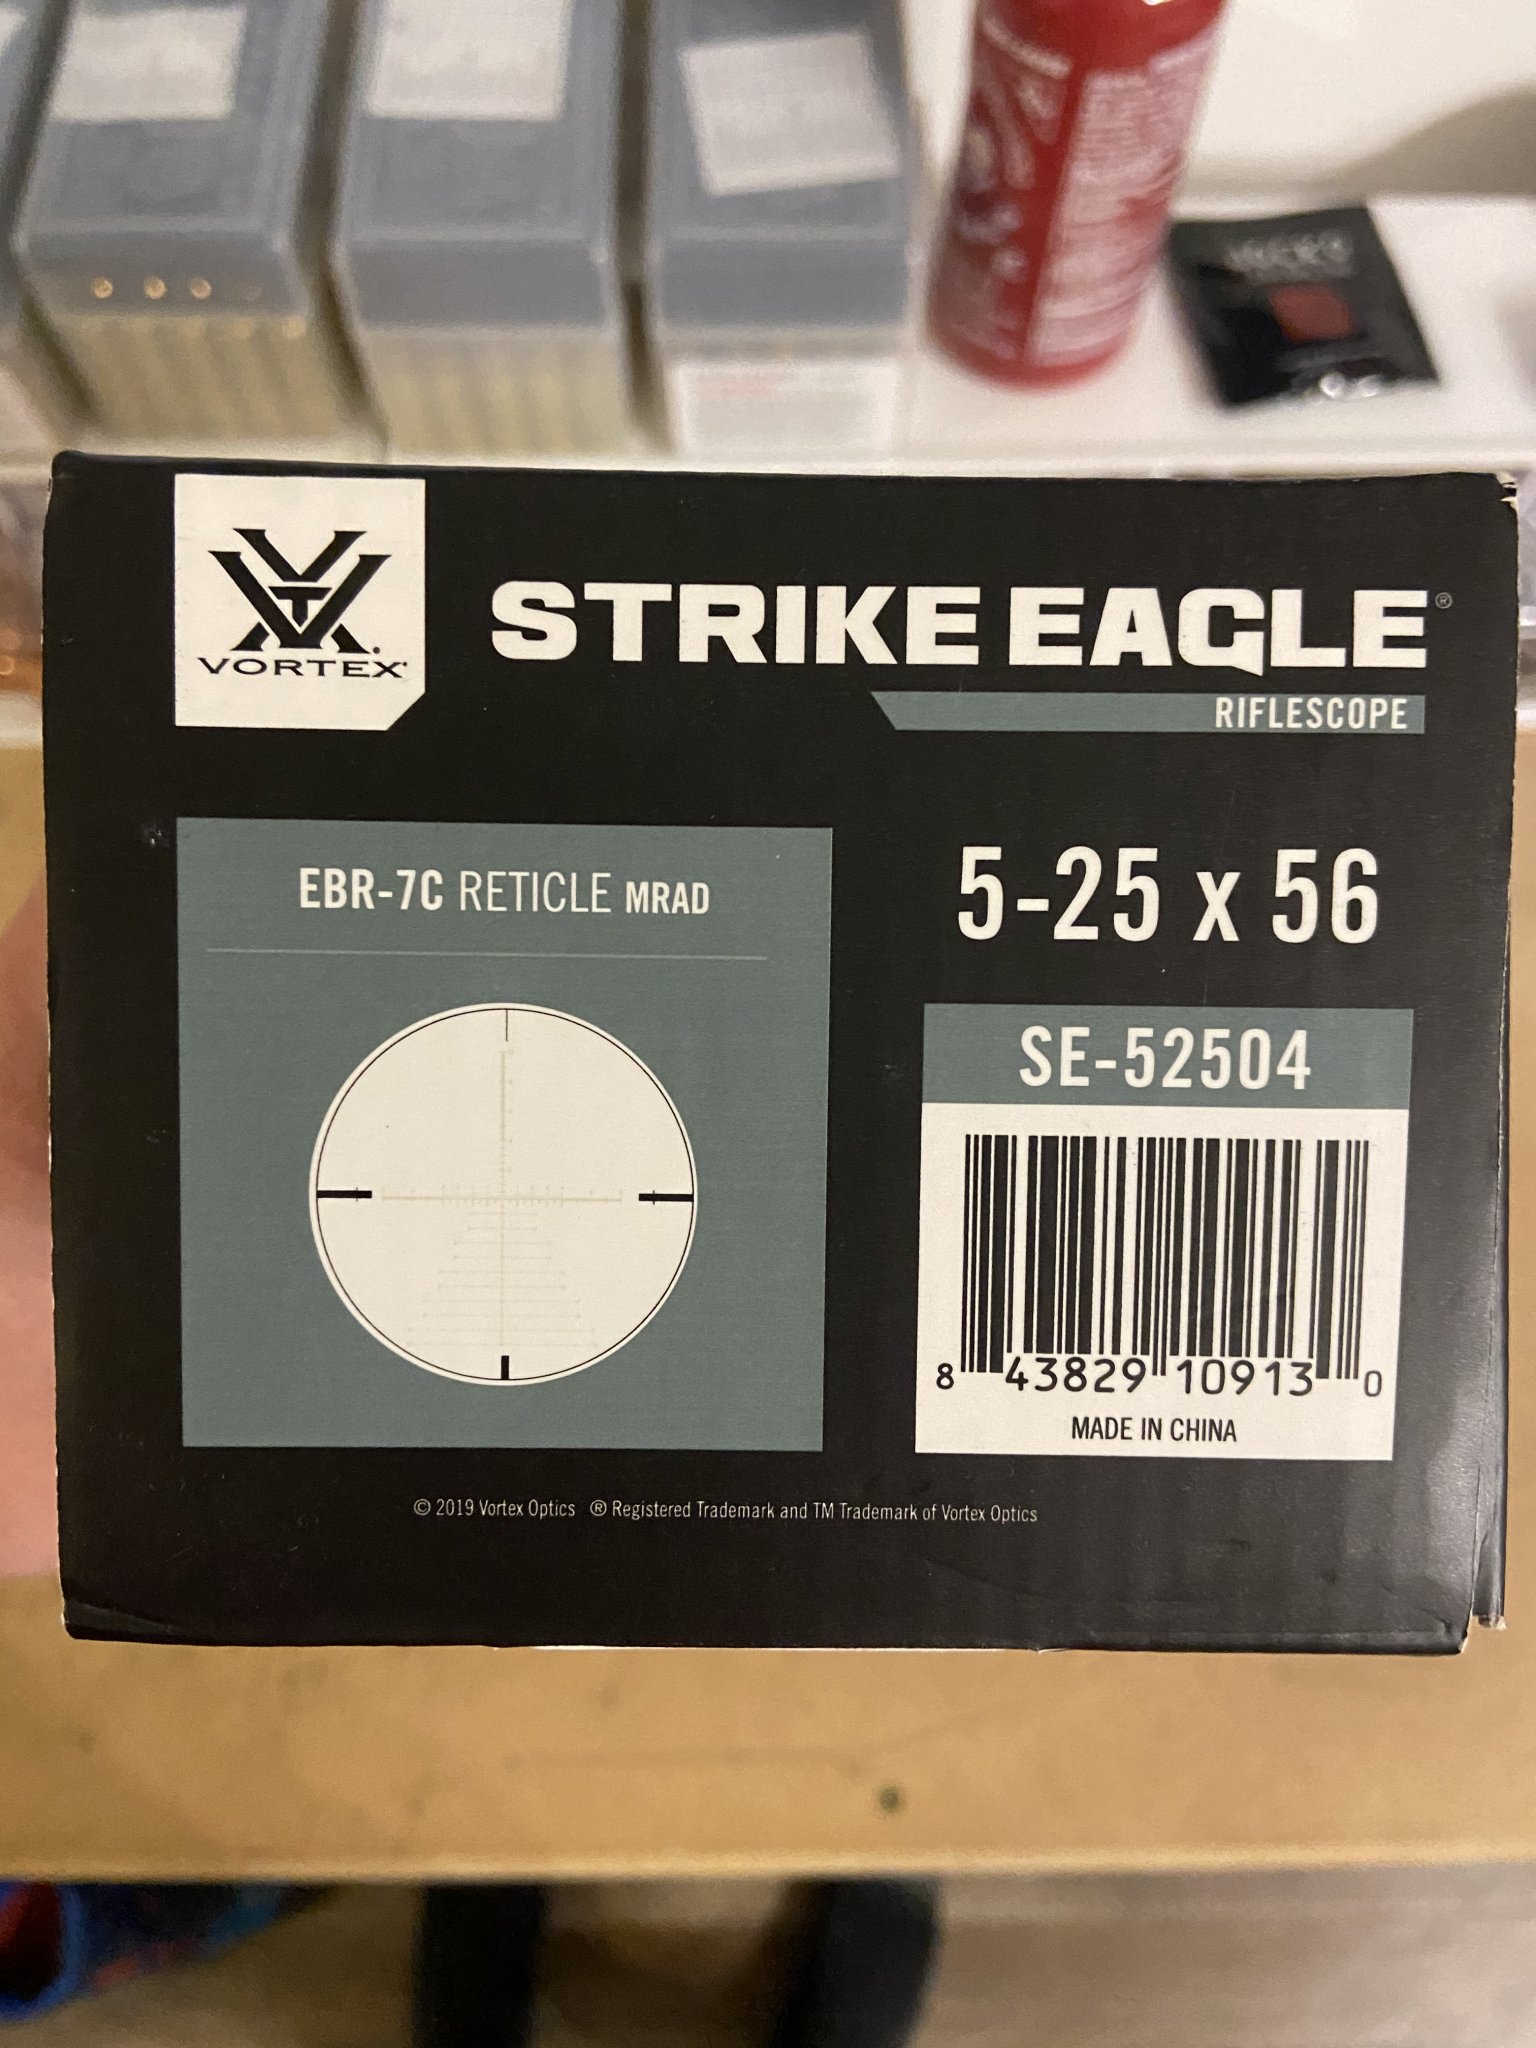 VORTEX®
STRIKE EAGLE®
RIFLESCOPE
EBR-7C RETICLE MRAD
5-25 x 56
SE-52504
8 43829 10913 0
MADE IN CHINA
© 2019 Vortex Optics ® Registered Trademark and TM Trademark of Vortex Optics